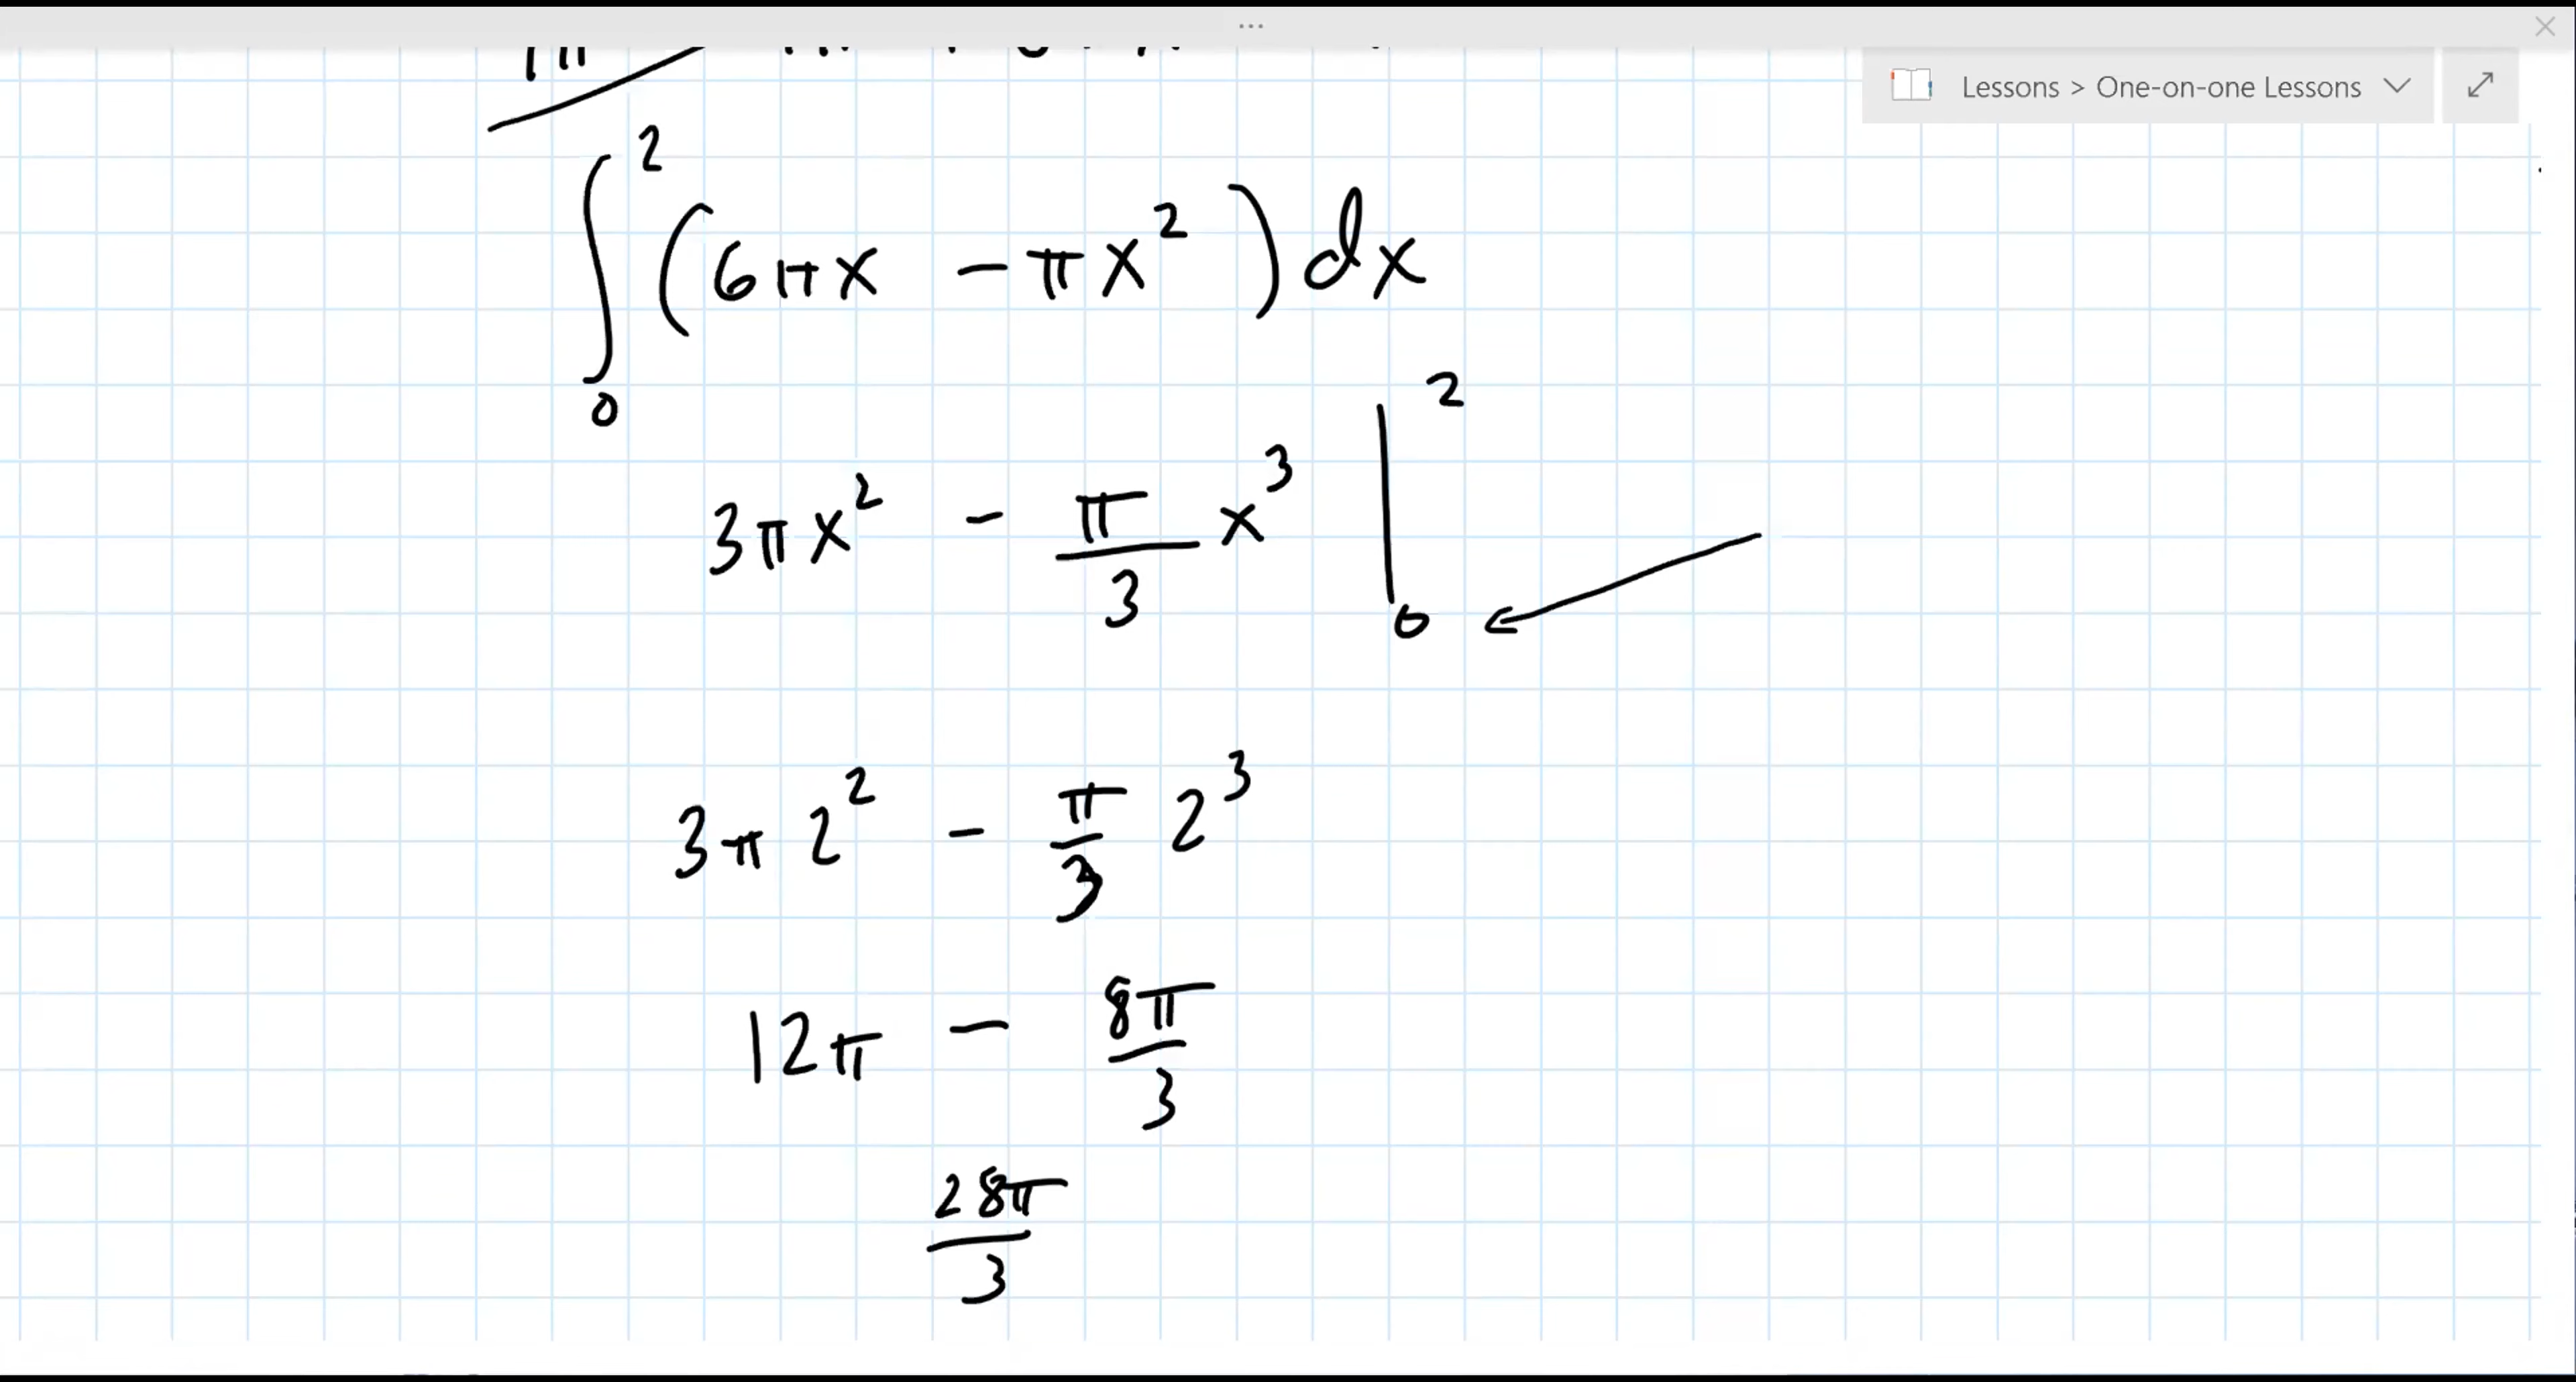 ...
Lessons > One-on-one Lessons
∫₀² (6πx - πx²) dx
3πx² - π/3 x³ |₀²
3π 2² - π/3 2³
12π - 8π/3
28π/3